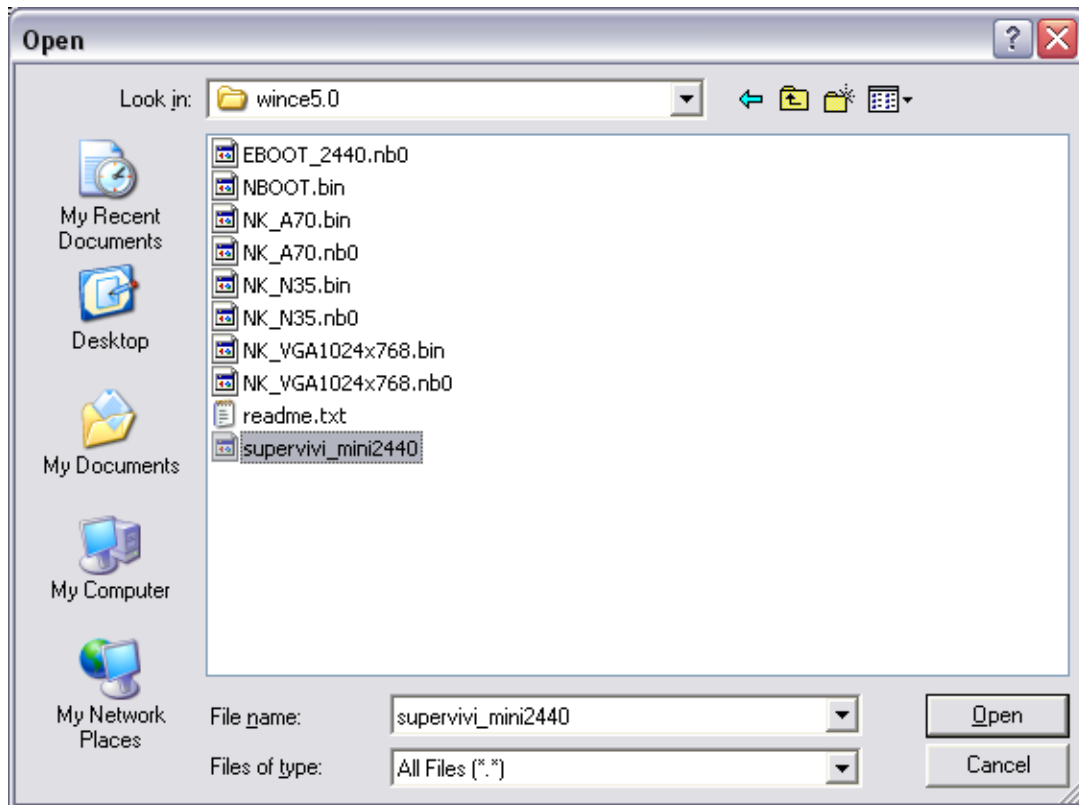 Open
Look in:
wince5.0
My Recent
Documents
Desktop
My Documents
My Computer
My Network
Places
EBOOT_2440.nb0
NBOOT.bin
NK_A70.bin
NK_A70.nb0
NK_N35.bin
NK_N35.nb0
NK_VGA1024x768.bin
NK_VGA1024x768.nb0
readme.txt
supervivi_mini2440
File name:
supervivi_mini2440
Open
Files of type:
All Files (*.*)
Cancel